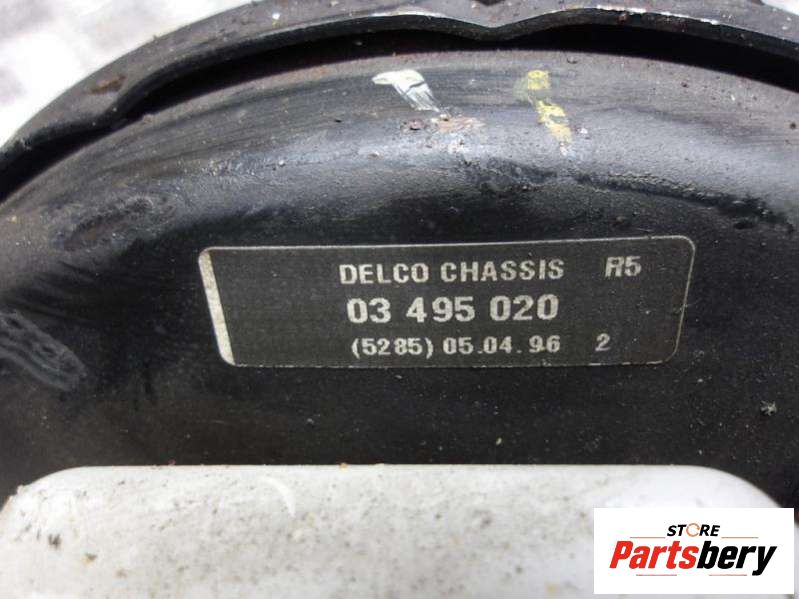 DELCO CHASSIS R5
03 495 020
(5285) 05.04.96 2
STORE
Partsbery